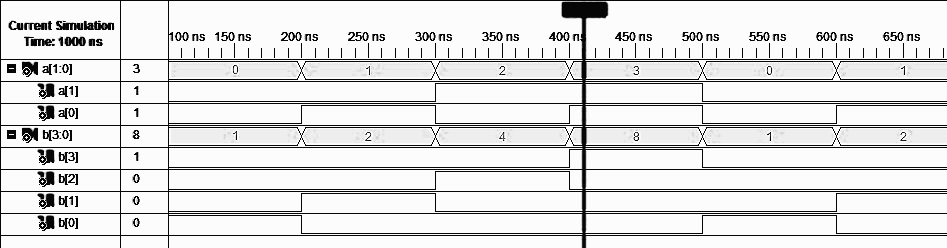 Current Simulation
Time: 1000 ns
100 ns 150 ns 200 ns 250 ns 300 ns 350 ns 400 ns 450 ns 500 ns 550 ns 600 ns 650 ns
a[1:0] 3 0 1 2 3 0 1
a[1] 1
a[0] 1
b[3:0] 8 1 2 4 8 1 2
b[3] 1
b[2] 0
b[1] 0
b[0] 0